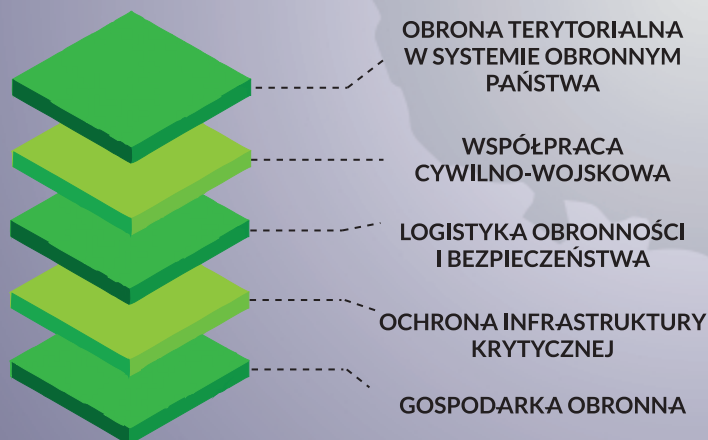 OBRONA TERYTORIALNA
W SYSTEMIE OBRONNYM
PAŃSTWA
WSPÓŁPRACA
CYWILNO-WOJSKOWA
LOGISTYKA OBRONNOŚCI
I BEZPIECZEŃSTWA
OCHRONA INFRASTRUKTURY
KRYTYCZNEJ
GOSPODARKA OBRONNA